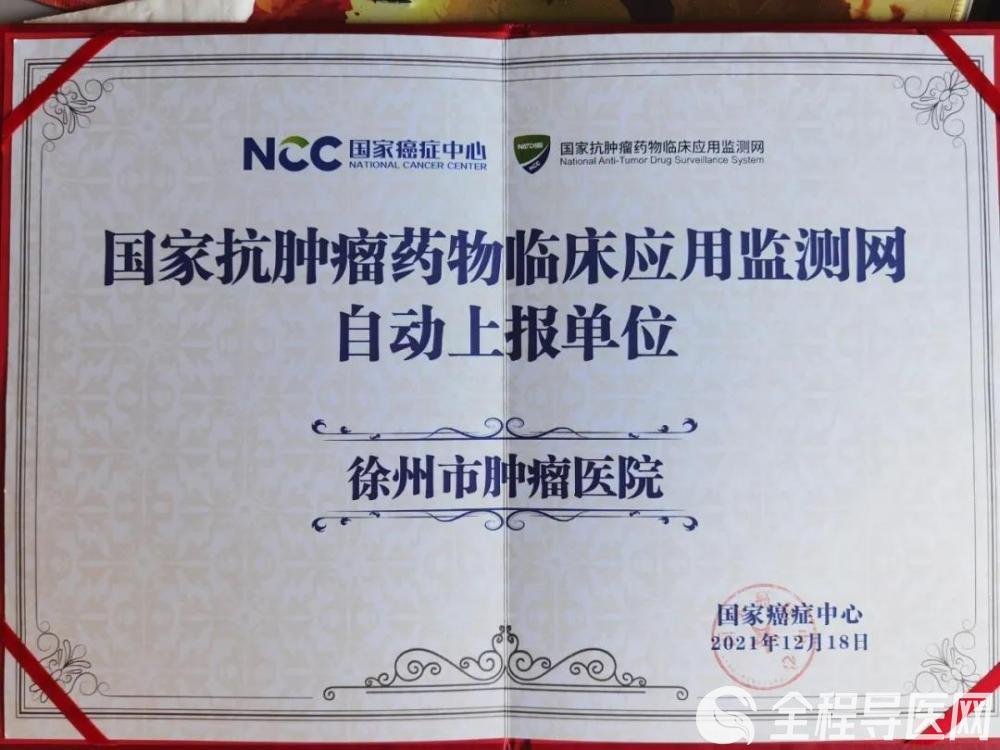 NCC 国家癌症中心
NATIONAL CANCER CENTER
国家抗肿瘤药物临床应用监测网
National Anti-Tumor Drug Surveillance System
NCC
国家抗肿瘤药物临床应用监测网
自动上报单位
徐州市肿瘤医院
国家癌症中心
2021年12月18日
全程导医网